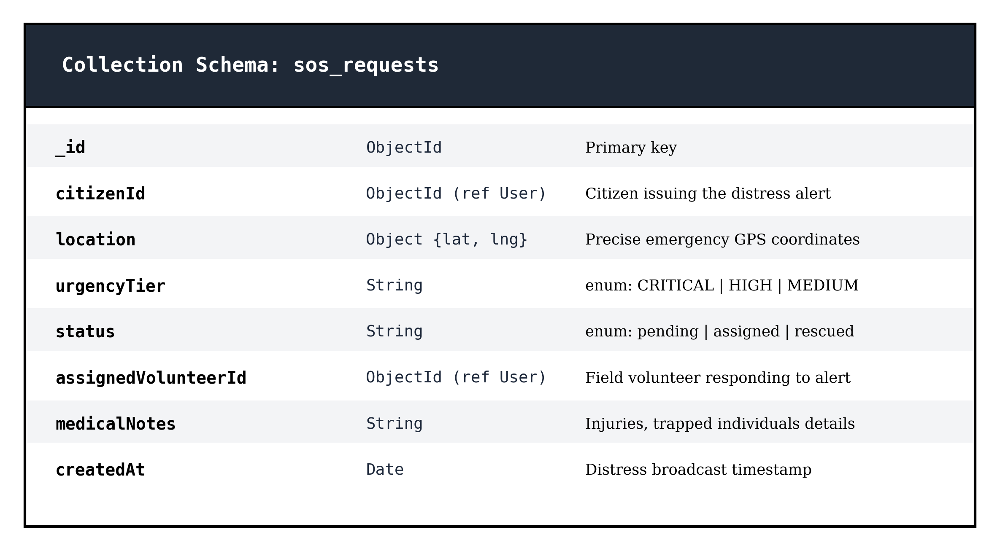 Collection Schema: sos_requests
_id ObjectId Primary key
citizenId ObjectId (ref User) Citizen issuing the distress alert
location Object {lat, lng} Precise emergency GPS coordinates
urgencyTier String enum: CRITICAL | HIGH | MEDIUM
status String enum: pending | assigned | rescued
assignedVolunteerId ObjectId (ref User) Field volunteer responding to alert
medicalNotes String Injuries, trapped individuals details
createdAt Date Distress broadcast timestamp